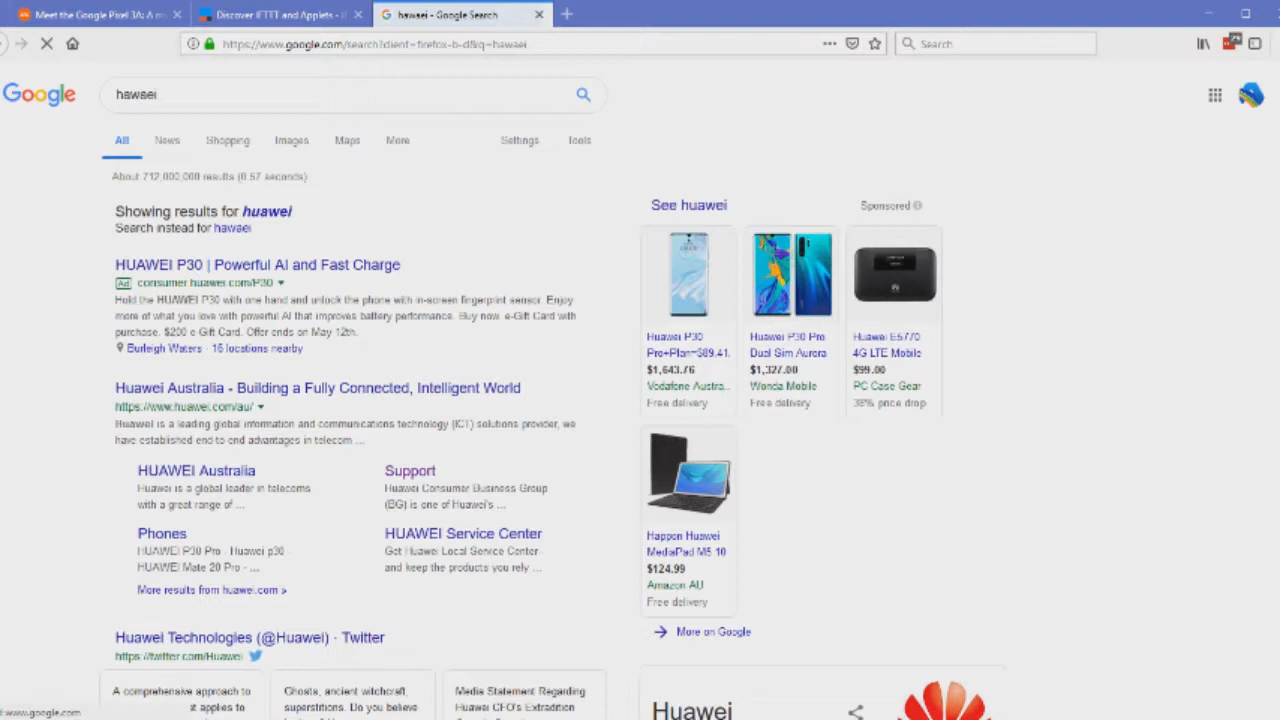 Meet the Google Pixel 3A: A m
Discover IFTTT and Applets -
hawaei - Google Search
https://www.google.com/search?client=firefox-b-d&q=hawaei
Search
Google
hawaei
All News Shopping Images Maps More Settings Tools
About 712,000,000 results (0.57 seconds)
Showing results for huawei
Search instead for hawaei
HUAWEI P30 | Powerful AI and Fast Charge
Ad consumer.huawei.com/P30
Hold the HUAWEI P30 with one hand and unlock the phone with in-screen fingerprint sensor. Enjoy
more of what you love with powerful AI that improves battery performance. Buy now. e-Gift Card with
purchase. $200 e-Gift Card. Offer ends on May 12th.
Burleigh Waters · 16 locations nearby
Huawei Australia - Building a Fully Connected, Intelligent World
https://www.huawei.com/au/
Huawei is a leading global information and communications technology (ICT) solutions provider, we
have established end-to-end advantages in telecom ...
HUAWEI Australia
Huawei is a global leader in telecoms
with a great range of ...
Support
Huawei Consumer Business Group
(BG) is one of Huawei's ...
Phones
HUAWEI P30 Pro - Huawei p30 -
HUAWEI Mate 20 Pro - ...
HUAWEI Service Center
Get Huawei Local Service Center
and keep the products you rely ...
More results from huawei.com »
Huawei Technologies (@Huawei) · Twitter
https://twitter.com/Huawei
A comprehensive approach to
t applies to
Ghosts, ancient witchcraft,
superstitions. Do you believe
Media Statement Regarding
Huawei CFO's Extradition
www.google.com
See huawei
Sponsored
Huawei P30
Pro+Plan=$89.41.
$1,643.76
Vodafone Austra..
Free delivery
Huawei P30 Pro
Dual Sim Aurora
$1,327.00
Wonda Mobile
Free delivery
Huawei E5770
4G LTE Mobile
$99.00
PC Case Gear
38% price drop
Happon Huawei
MediaPad M5 10
$124.99
Amazon AU
Free delivery
More on Google
Huawei